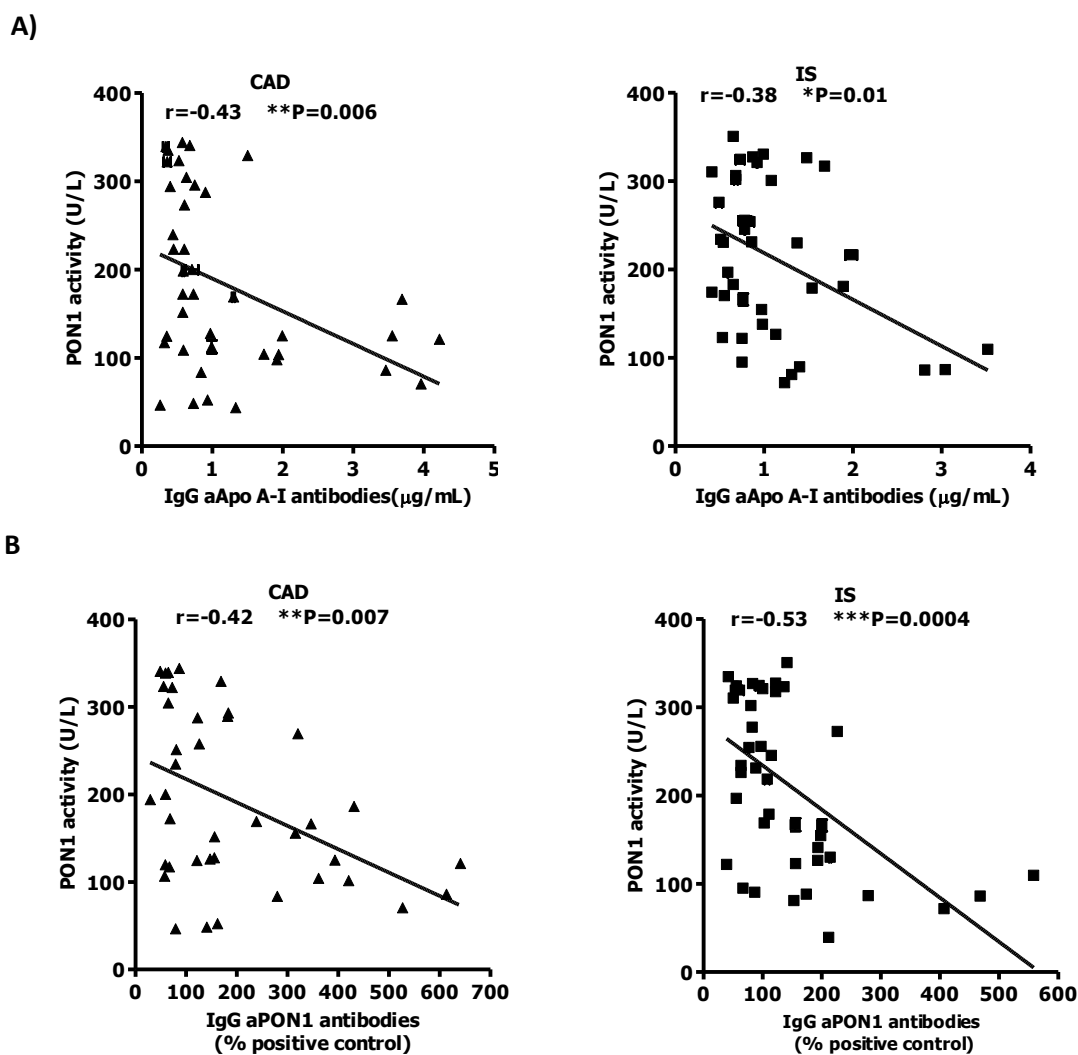 A)
CAD
r=-0.43 **P=0.006
400
300
200
100
0
PON1 activity (U/L)
0 1 2 3 4 5
IgG aApo A-I antibodies(μg/mL)
IS
r=-0.38 *P=0.01
400
300
200
100
0
PON1 activity (U/L)
0 1 2 3 4
IgG aApo A-I antibodies (μg/mL)
B
CAD
r=-0.42 **P=0.007
400
300
200
100
0
PON1 activity (U/L)
0 100 200 300 400 500 600 700
IgG aPON1 antibodies
(% positive control)
IS
r=-0.53 ***P=0.0004
400
300
200
100
0
PON1 activity (U/L)
0 100 200 300 400 500 600
IgG aPON1 antibodies
(% positive control)